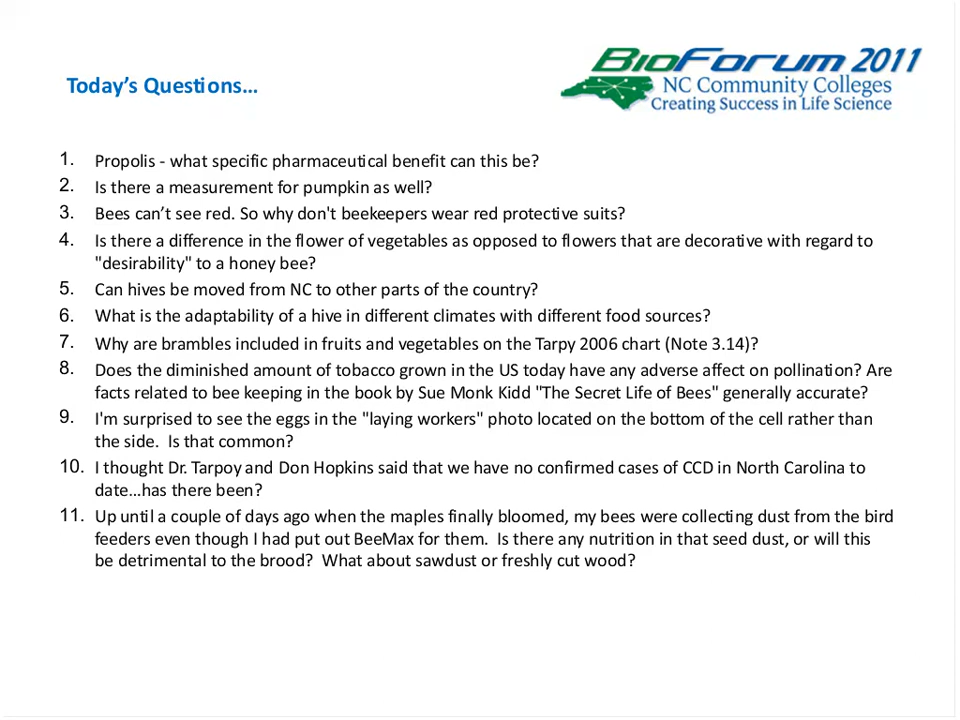 Today's Questions...
BioForum 2011
NC Community Colleges
Creating Success in Life Science
1. Propolis - what specific pharmaceutical benefit can this be?
2. Is there a measurement for pumpkin as well?
3. Bees can't see red. So why don't beekeepers wear red protective suits?
4. Is there a difference in the flower of vegetables as opposed to flowers that are decorative with regard to
"desirability" to a honey bee?
5. Can hives be moved from NC to other parts of the country?
6. What is the adaptability of a hive in different climates with different food sources?
7. Why are brambles included in fruits and vegetables on the Tarpy 2006 chart (Note 3.14)?
8. Does the diminished amount of tobacco grown in the US today have any adverse affect on pollination? Are
facts related to bee keeping in the book by Sue Monk Kidd "The Secret Life of Bees" generally accurate?
9. I'm surprised to see the eggs in the "laying workers" photo located on the bottom of the cell rather than
the side.  Is that common?
10. I thought Dr. Tarpoy and Don Hopkins said that we have no confirmed cases of CCD in North Carolina to
date...has there been?
11. Up until a couple of days ago when the maples finally bloomed, my bees were collecting dust from the bird
feeders even though I had put out BeeMax for them.  Is there any nutrition in that seed dust, or will this
be detrimental to the brood?  What about sawdust or freshly cut wood?